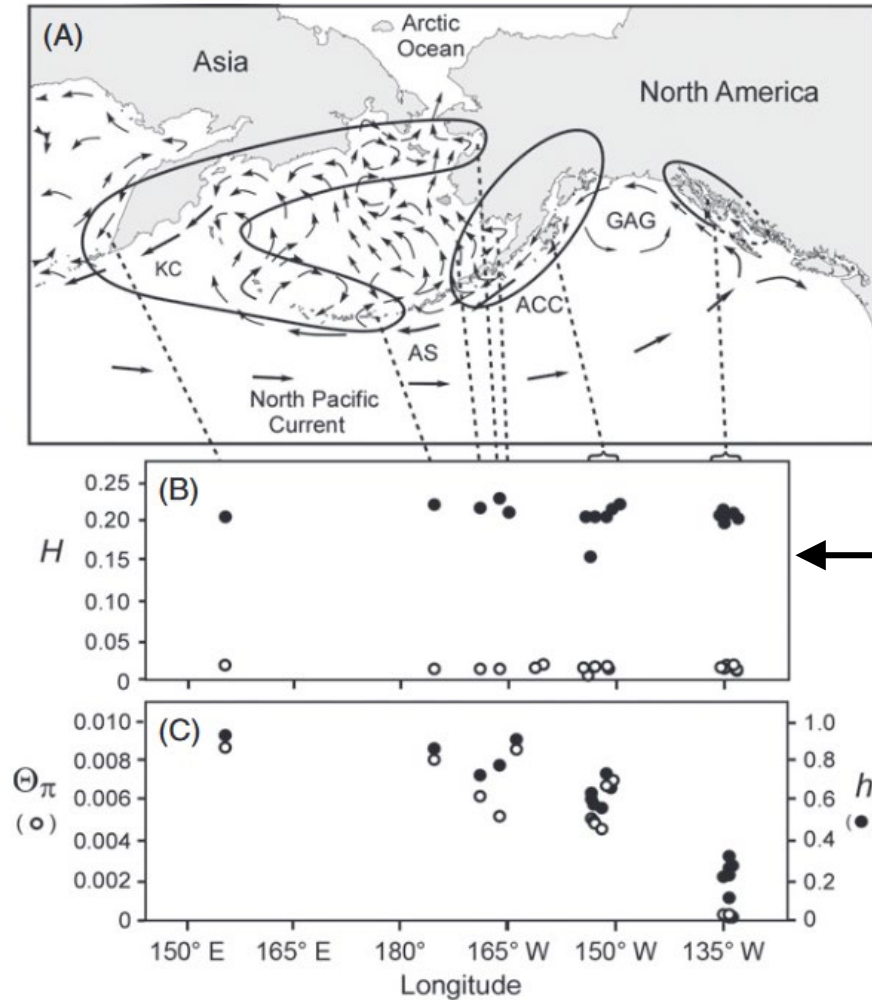 (A)
Arctic
Ocean
Asia
North America
KC
GAG
ACC
AS
North Pacific
Current
(B)
0.25
0.20
H
0.15
0.10
0.05
0
(C)
0.010
1.0
0.008
0.8
Θπ
h
0.006
0.6
0.004
0.4
0.002
0.2
0
0
150° E
165° E
180°
165° W
150° W
135° W
Longitude